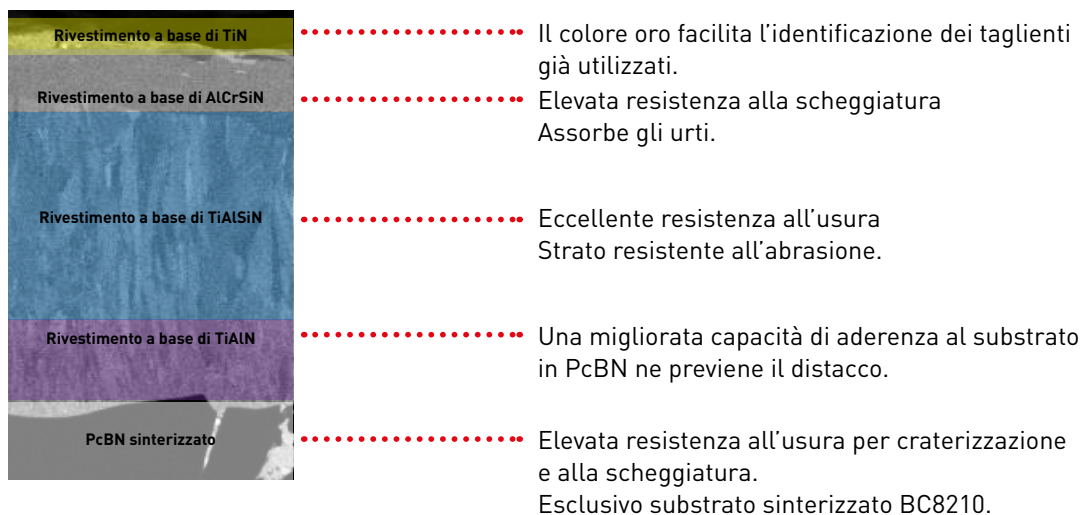 Rivestimento a base di TiN
Il colore oro facilita l'identificazione dei taglienti
già utilizzati.
Rivestimento a base di AlCrSiN
Elevata resistenza alla scheggiatura
Assorbe gli urti.
Rivestimento a base di TiAlSiN
Eccellente resistenza all'usura
Strato resistente all'abrasione.
Rivestimento a base di TiAlN
Una migliorata capacità di aderenza al substrato
in PcBN ne previene il distacco.
PcBN sinterizzato
Elevata resistenza all'usura per craterizzazione
e alla scheggiatura.
Esclusivo substrato sinterizzato BC8210.